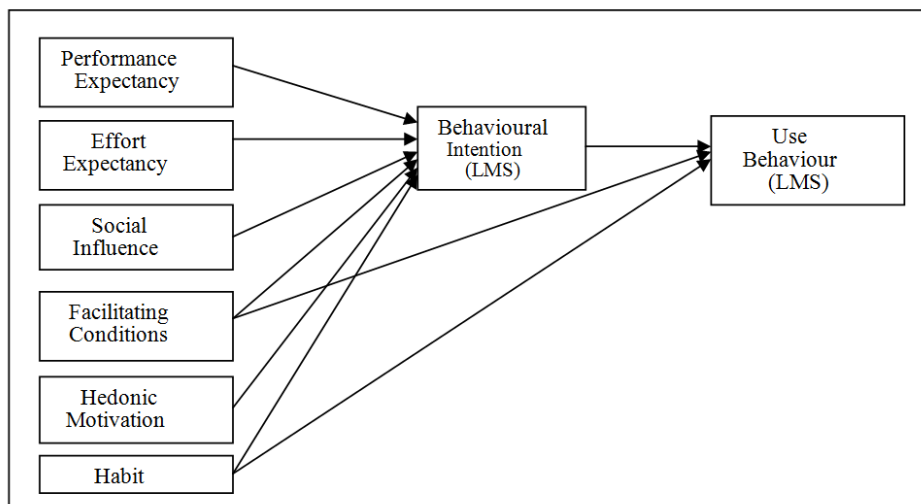 Performance
Expectancy
Effort
Expectancy
Social
Influence
Facilitating
Conditions
Hedonic
Motivation
Habit
Behavioural
Intention
(LMS)
Use
Behaviour
(LMS)